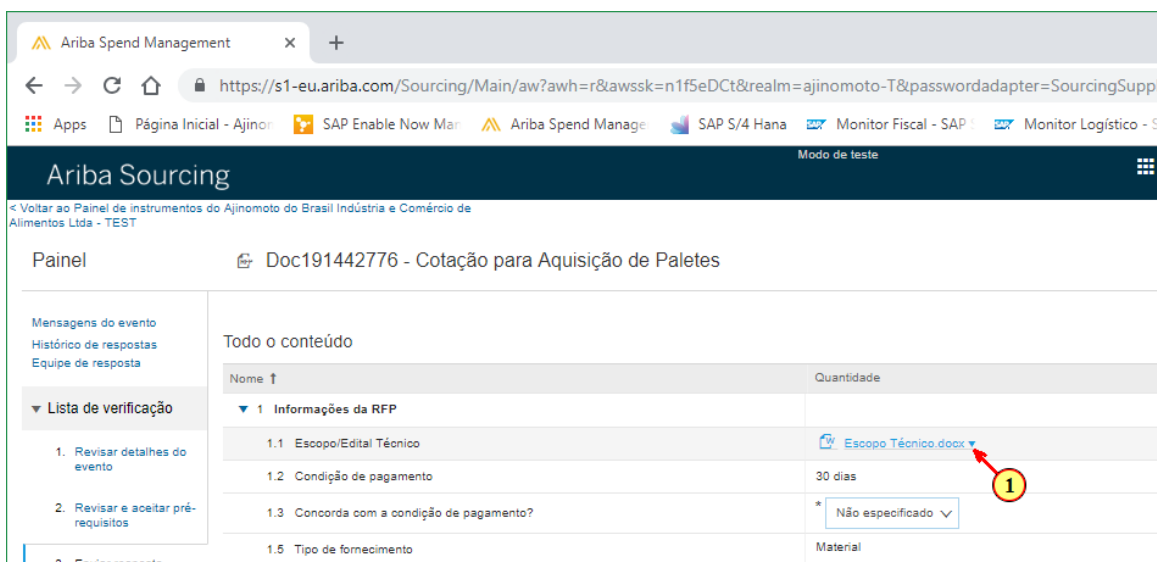 Ariba Spend Management
https://s1-eu.ariba.com/Sourcing/Main/aw?awh=r&awssk=n1f5eDCt&realm=ajinomoto-T&passwordadapter=SourcingSupp
Apps Página Inicial - Ajinor SAP Enable Now Mar Ariba Spend Manage SAP S/4 Hana Monitor Fiscal - SAP S Monitor Logístico - S
Modo de teste
Ariba Sourcing
< Voltar ao Painel de instrumentos do Ajinomoto do Brasil Indústria e Comércio de
Alimentos Ltda - TEST
Painel
Doc191442776 - Cotação para Aquisição de Paletes
Mensagens do evento
Histórico de respostas
Equipe de resposta
Todo o conteúdo
Nome ↑ Quantidade
▼ Lista de verificação
▼ 1 Informações da RFP
1.1 Escopo/Edital Técnico Escopo Técnico.docx ▼
1. Revisar detalhes do
evento
1.2 Condição de pagamento 30 dias
1
2. Revisar e aceitar pré-
requisitos
1.3 Concorda com a condição de pagamento? * Não especificado
1.5 Tipo de fornecimento Material